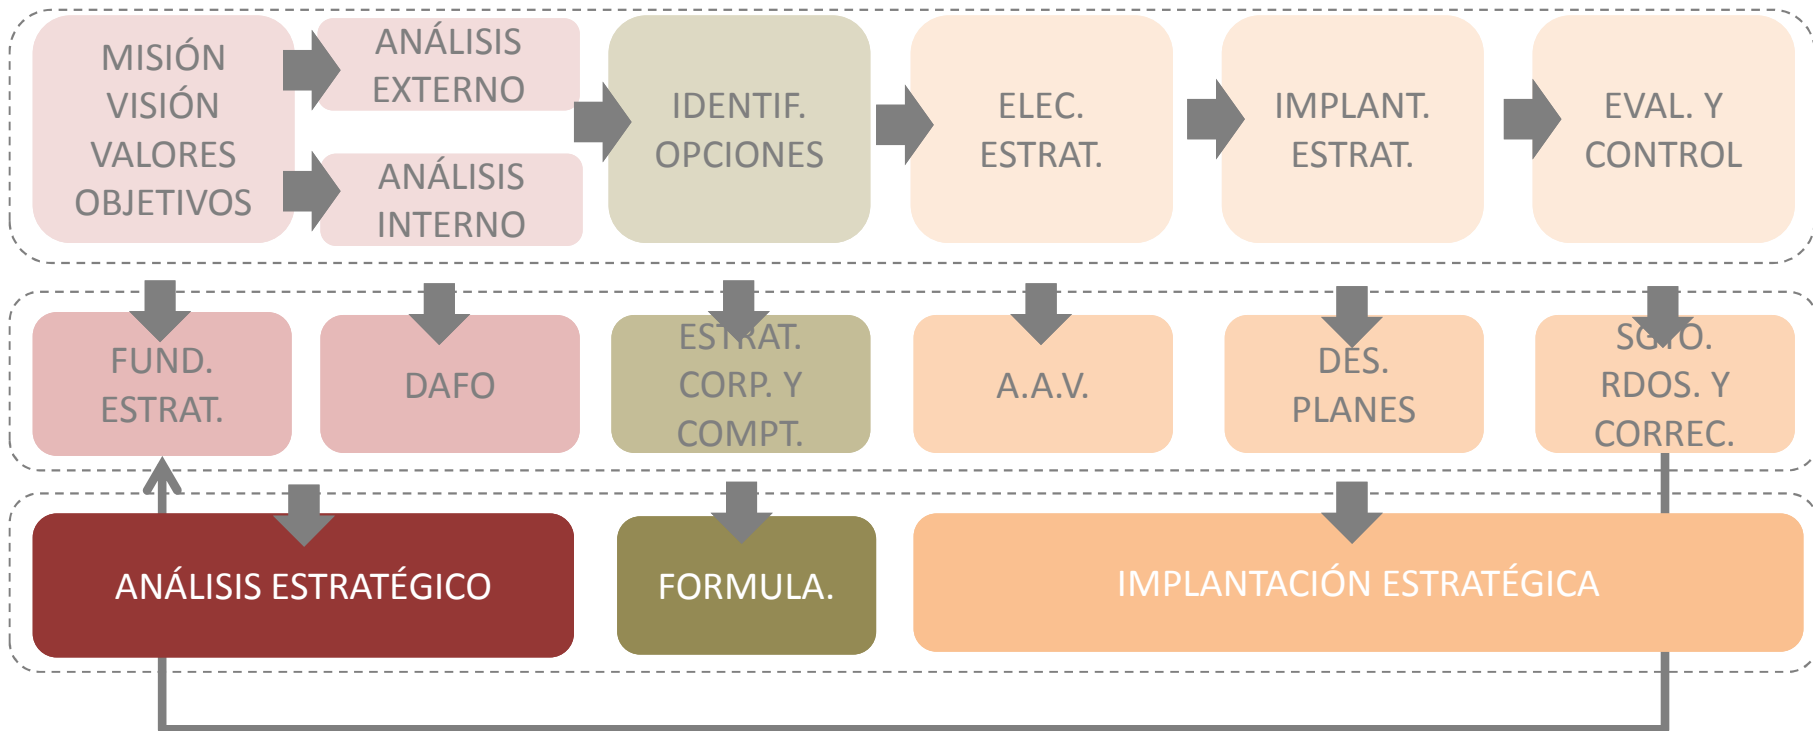 MISIÓN
VISIÓN
VALORES
OBJETIVOS
ANÁLISIS
EXTERNO
ANÁLISIS
INTERNO
IDENTIF.
OPCIONES
ELEC.
ESTRAT.
IMPLANT.
ESTRAT.
EVAL. Y
CONTROL
FUND.
ESTRAT.
DAFO
ESTRAT.
CORP. Y
COMPT.
A.A.V.
DES.
PLANES
SGTO.
RDOS. Y
CORREC.
ANÁLISIS ESTRATÉGICO
FORMULA.
IMPLANTACIÓN ESTRATÉGICA